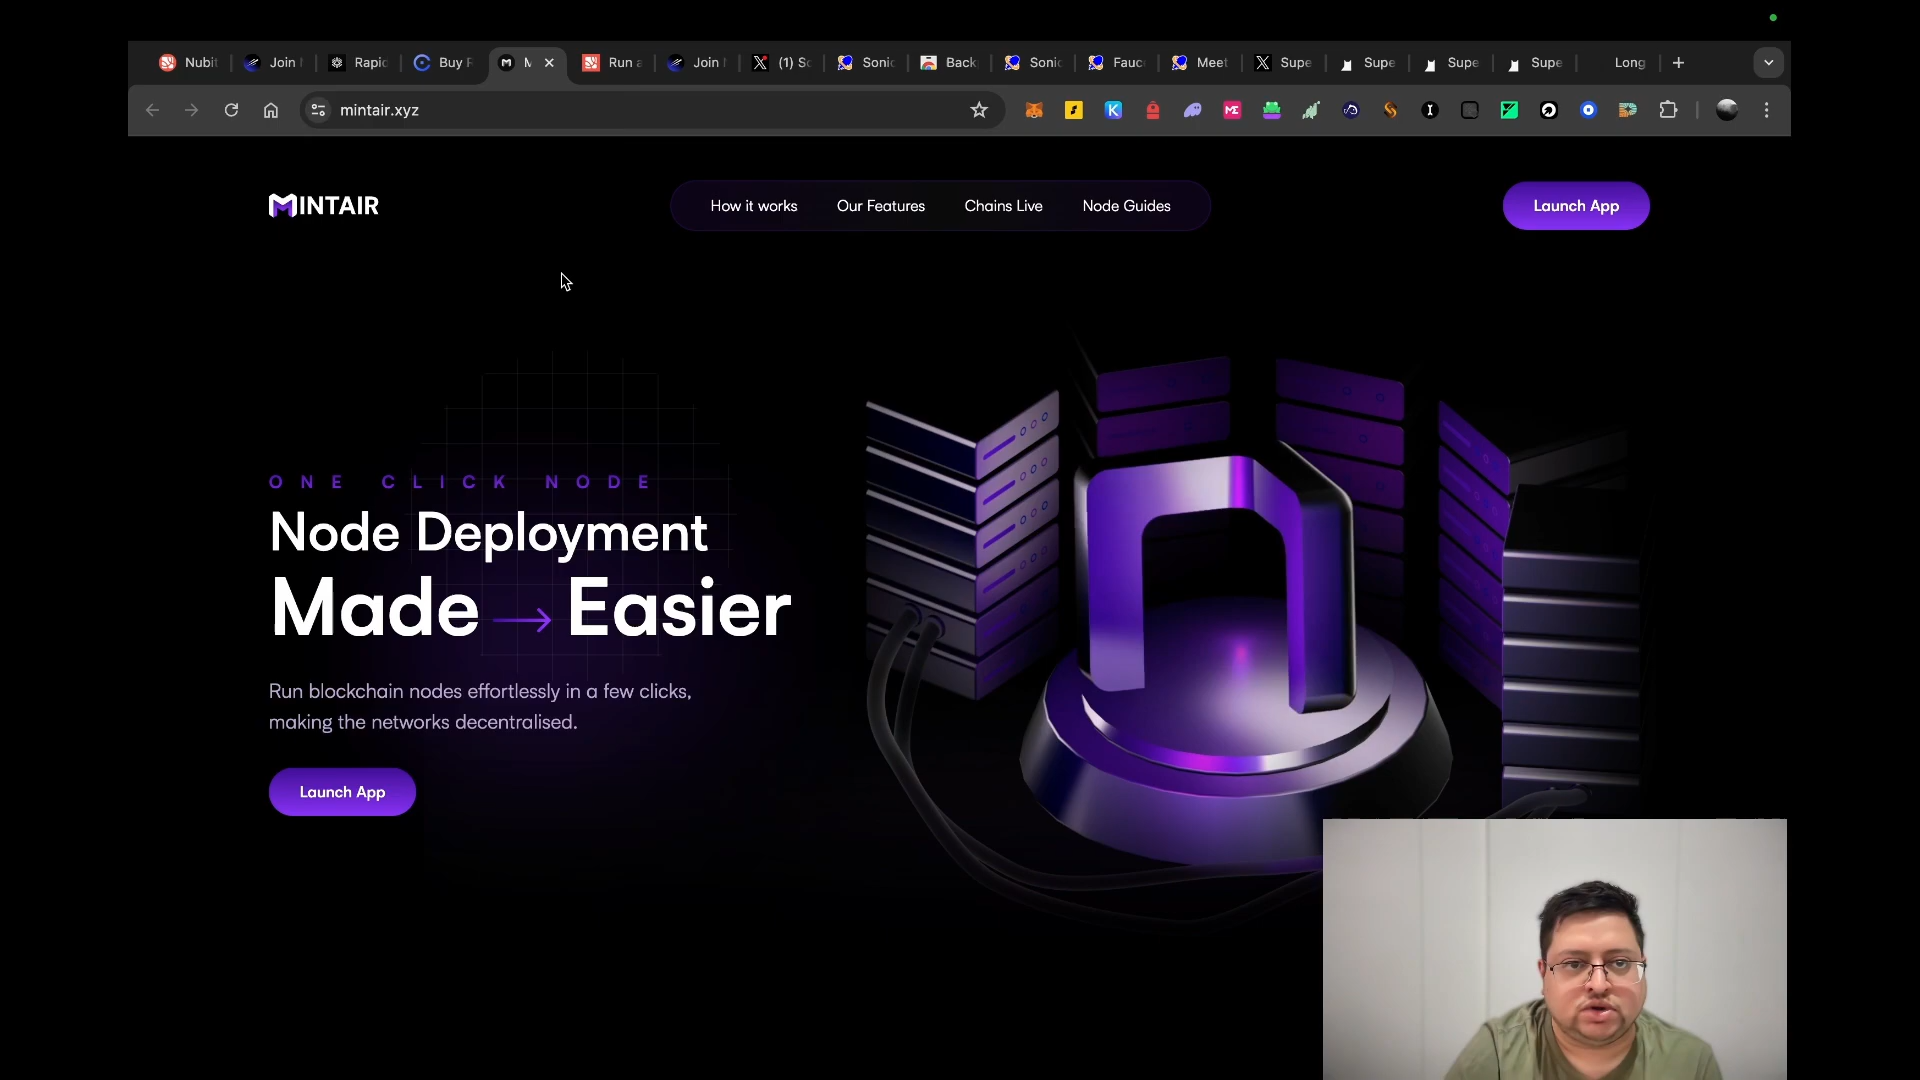 Nubit
Join
Rapid
Buy
Run a
Join
(1) So
Sonic
Back
Sonic
Fauc
Meet
Supe
Supe
Supe
Supe
Long
mintair.xyz
MINTAIR
How it works
Our Features
Chains Live
Node Guides
Launch App
ONE CLICK NODE
Node Deployment
Made → Easier
Run blockchain nodes effortlessly in a few clicks,
making the networks decentralised.
Launch App